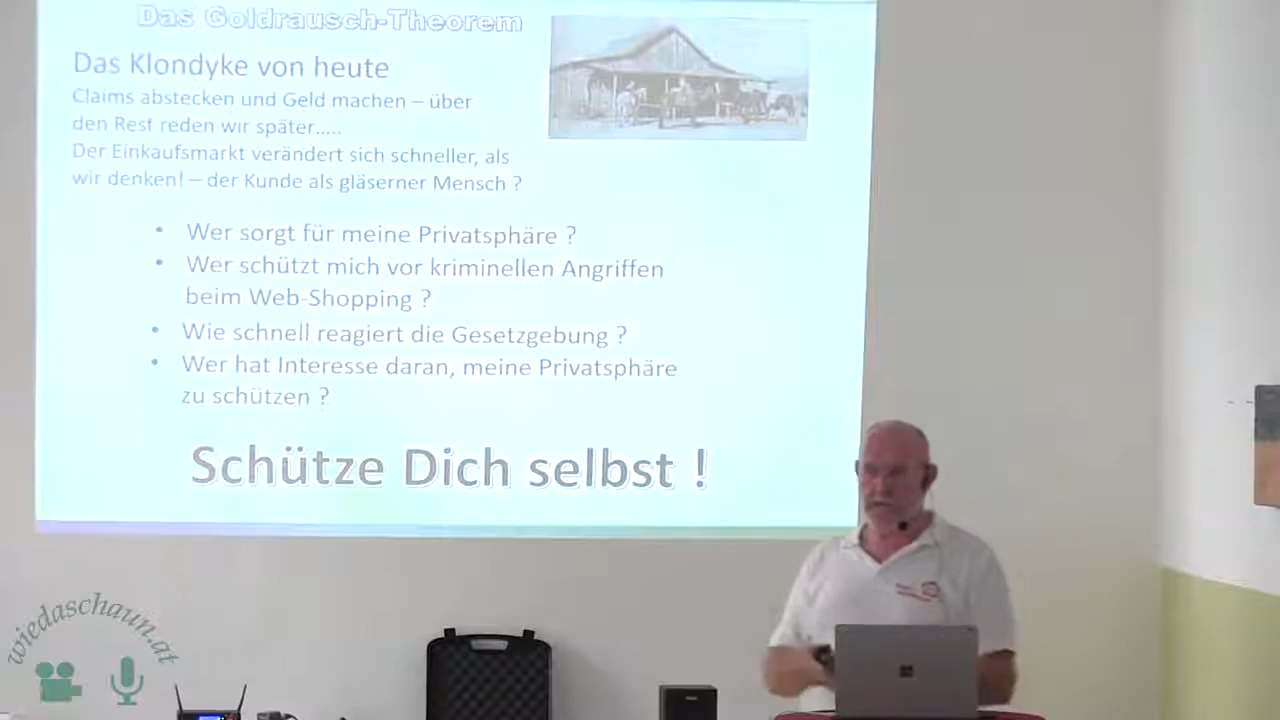 Das Goldrausch-Theorem
Das Klondyke von heute
Claims abstecken und Geld machen – über
den Rest reden wir später.....
Der Einkaufsmarkt verändert sich schneller, als
wir denken! – der Kunde als gläserner Mensch ?
• Wer sorgt für meine Privatsphäre ?
• Wer schützt mich vor kriminellen Angriffen
beim Web-Shopping ?
• Wie schnell reagiert die Gesetzgebung ?
• Wer hat Interesse daran, meine Privatsphäre
zu schützen ?
Schütze Dich selbst !
wiedaschaun.at